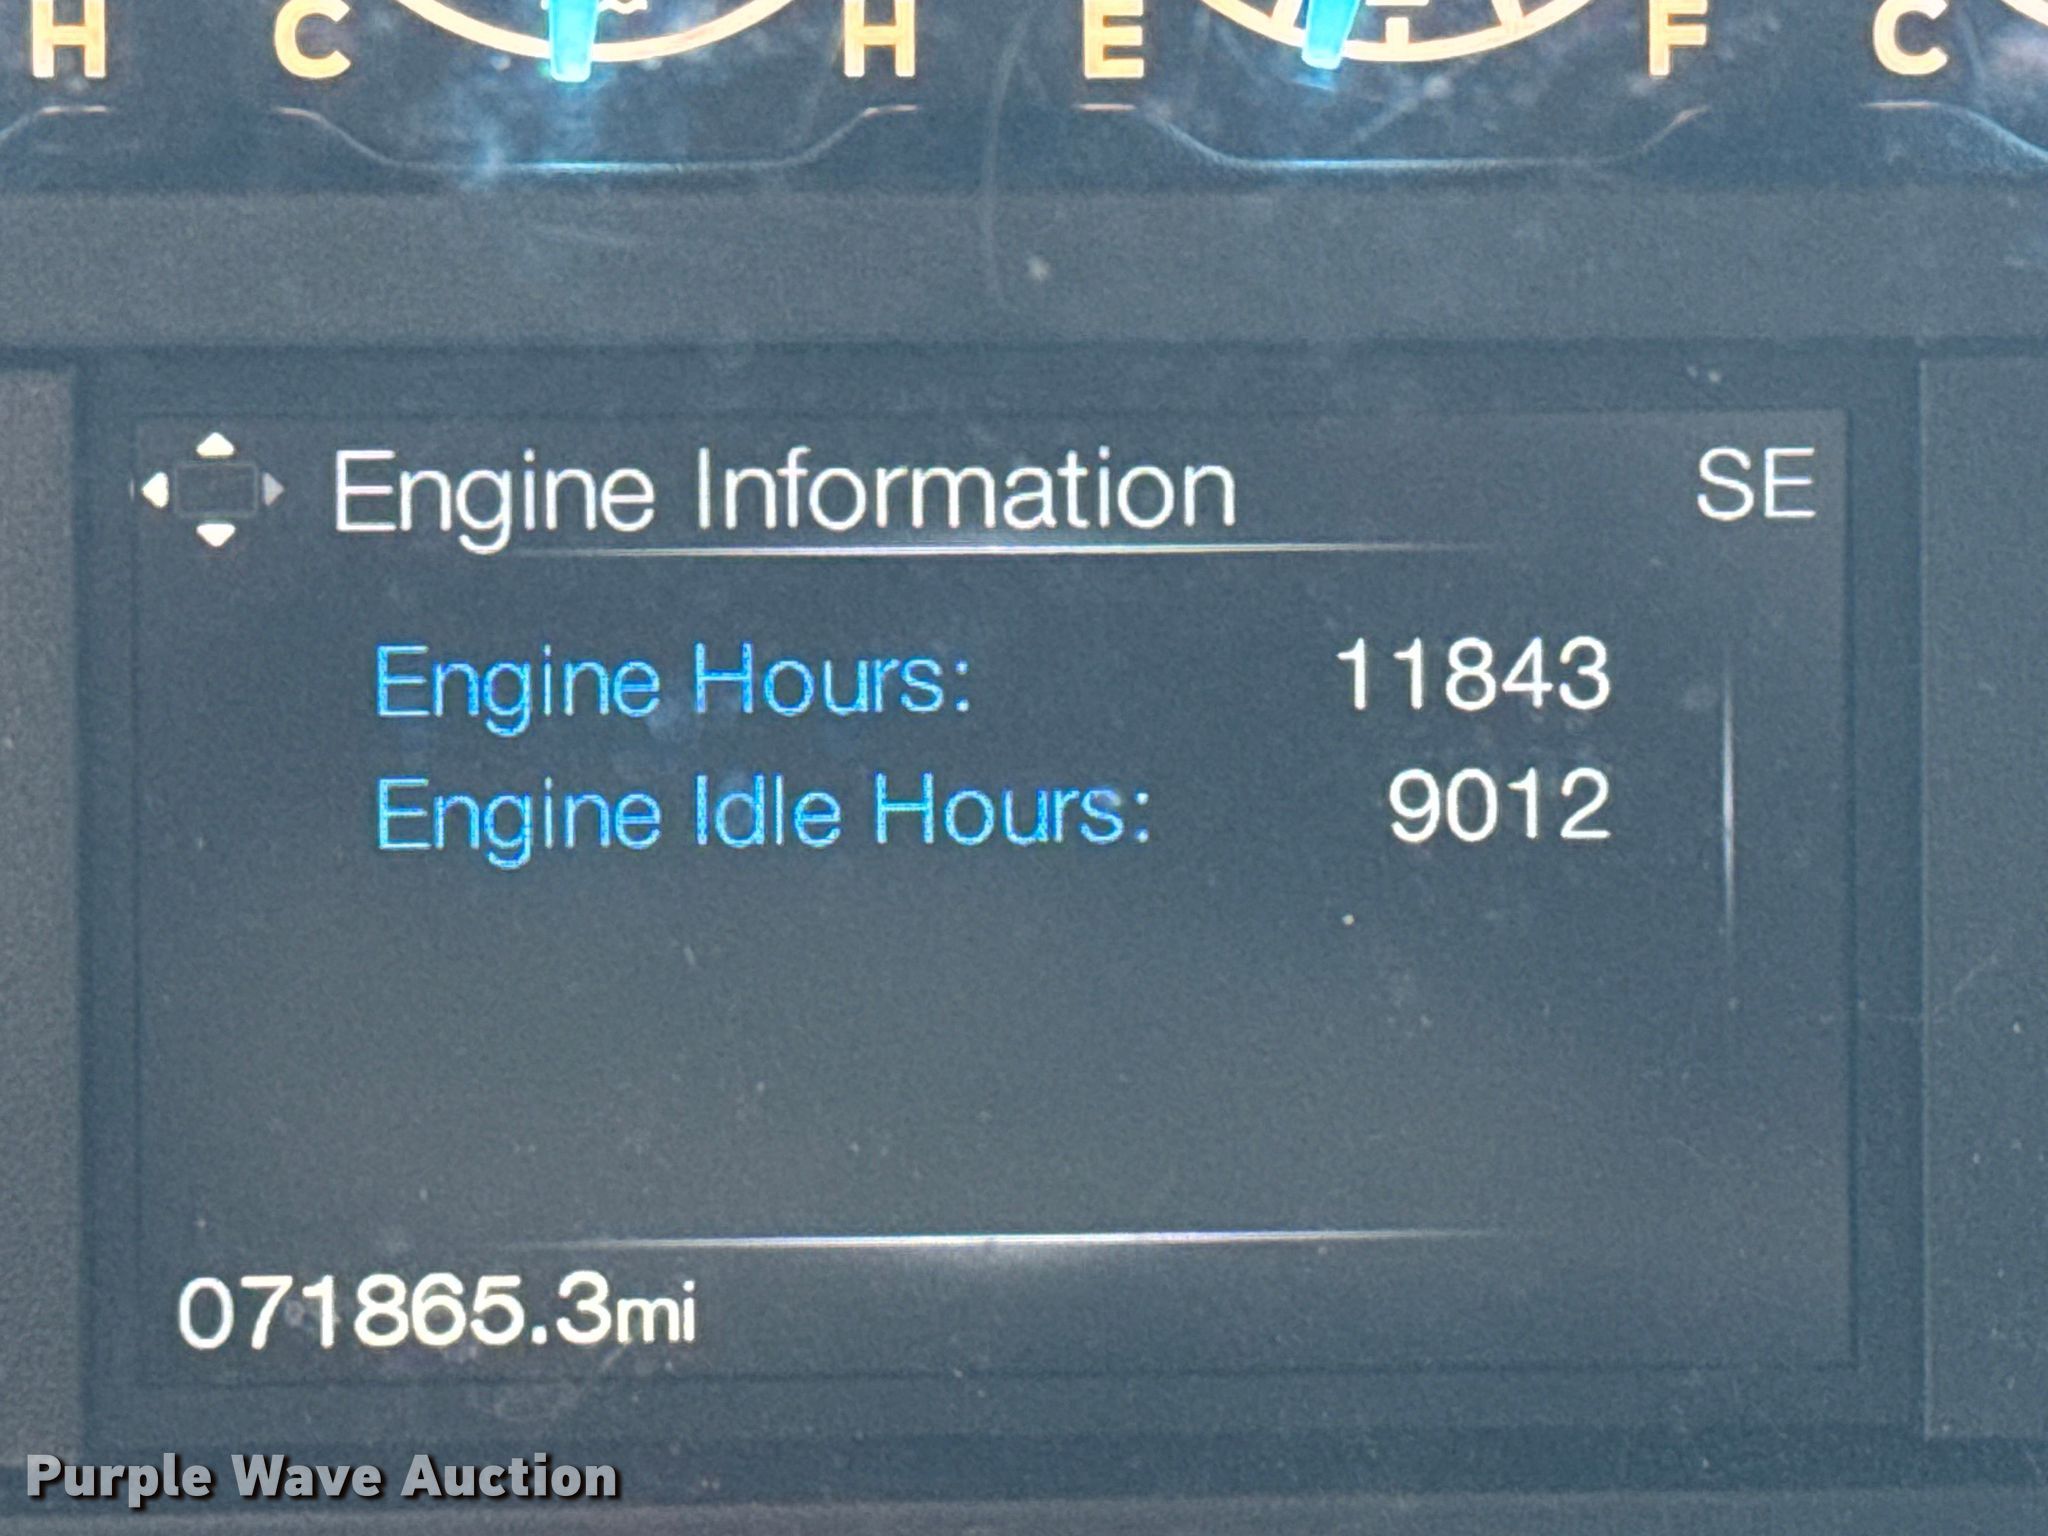 H C H E F C
Engine Information SE
Engine Hours: 11843
Engine Idle Hours: 9012
071865.3mi
Purple Wave Auction